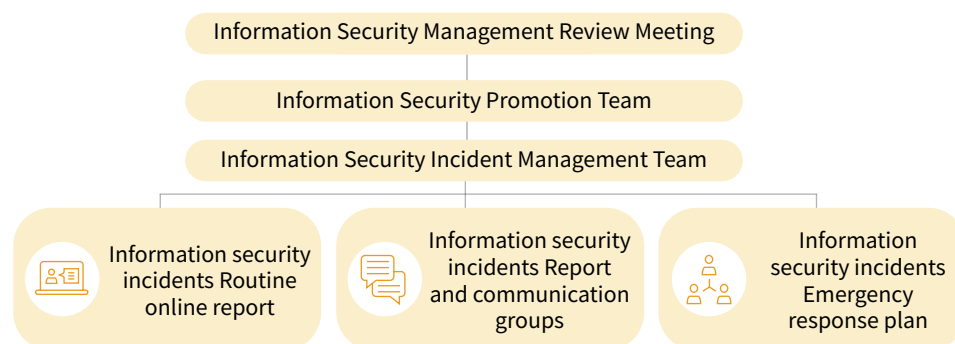 Information Security Management Review Meeting
Information Security Promotion Team
Information Security Incident Management Team
Information security
incidents Routine
online report
Information security
incidents Report
and communication
groups
Information
security incidents
Emergency
response plan